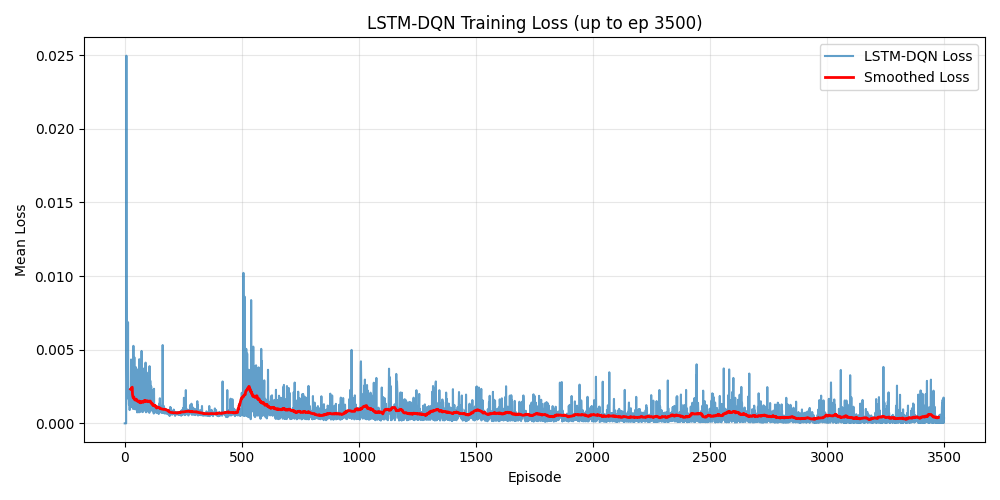 LSTM-DQN Training Loss (up to ep 3500)
LSTM-DQN Loss
Smoothed Loss
Mean Loss
0.025
0.020
0.015
0.010
0.005
0.000
0
500
1000
1500
2000
2500
3000
3500
Episode